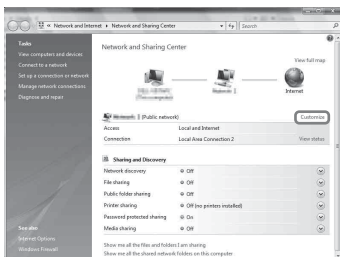 « Network and Internet ▸ Network and Sharing Center
Search
Tasks
View computers and devices
Connect to a network
Set up a connection or network
Manage network connections
Diagnose and repair
See also
Internet Options
Windows Firewall
Network and Sharing Center
View full map
(This computer)
Internet
(Public network)
Customize
Access Local and Internet
Connection Local Area Connection 2 View status
Sharing and Discovery
Network discovery Off
File sharing Off
Public folder sharing Off
Printer sharing Off (no printers installed)
Password protected sharing On
Media sharing Off
Show me all the files and folders I am sharing
Show me all the shared network folders on this computer